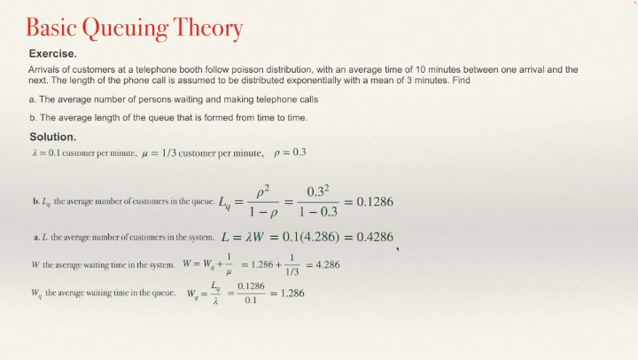 Basic Queuing Theory
Exercise.
Arrivals of customers at a telephone booth follow poisson distribution, with an average time of 10 minutes between one arrival and the
next. The length of the phone call is assumed to be distributed exponentially with a mean of 3 minutes. Find
a. The average number of persons waiting and making telephone calls
b. The average length of the queue that is formed from time to time.
Solution.
λ = 0.1 customer per minute, μ = 1/3 customer per minute, ρ = 0.3
b. L_q the average number of customers in the queue. L_q = ρ²/(1 − ρ) = 0.3²/(1 − 0.3) = 0.1286
a. L the average number of customers in the system. L = λW = 0.1(4.286) = 0.4286
W the average waiting time in the system. W = W_q + 1/μ = 1.286 + 1/(1/3) = 4.286
W_q the average waiting time in the queue. W_q = L_q/λ = 0.1286/0.1 = 1.286